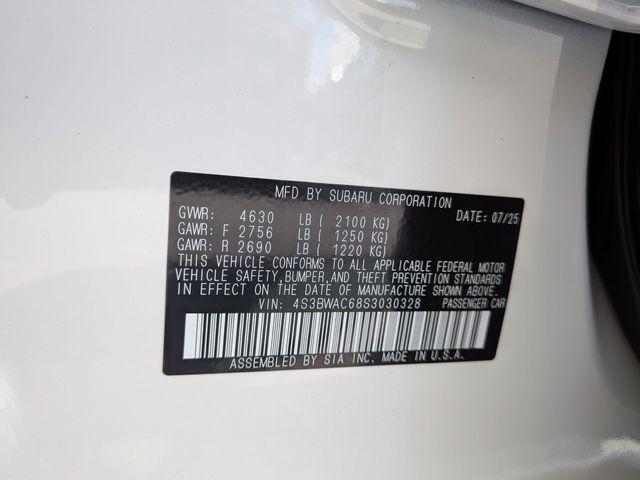 MFD BY SUBARU CORPORATION
GVWR: 4630 LB ( 2100 KG) DATE: 07/25
GAWR: F 2756 LB ( 1250 KG)
GAWR: R 2690 LB ( 1220 KG)
THIS VEHICLE CONFORMS TO ALL APPLICABLE FEDERAL MOTOR
VEHICLE SAFETY, BUMPER, AND THEFT PREVENTION STANDARDS
IN EFFECT ON THE DATE OF MANUFACTURE SHOWN ABOVE.
VIN: 4S3BWAC68S3030328 PASSENGER CAR
ASSEMBLED BY SIA INC. MADE IN U.S.A.